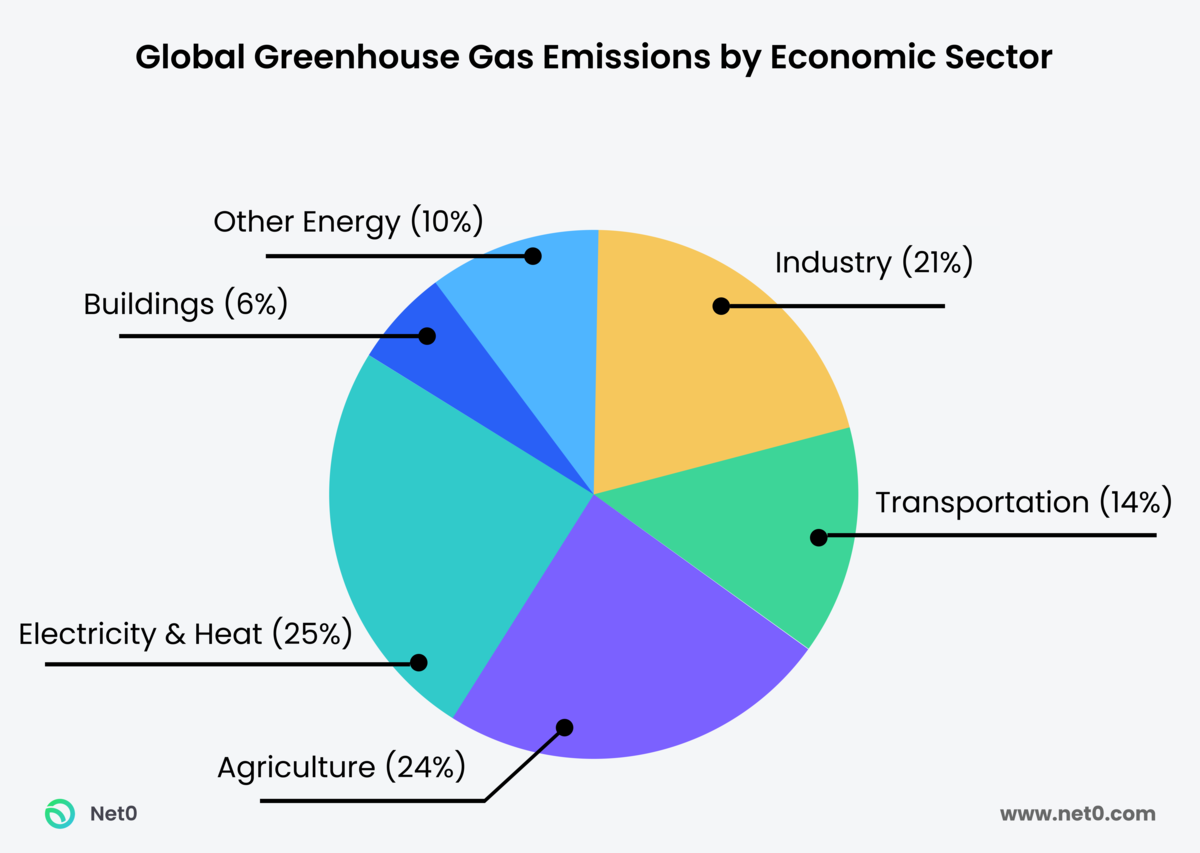 Global Greenhouse Gas Emissions by Economic Sector
Other Energy (10%)
Industry (21%)
Buildings (6%)
Transportation (14%)
Electricity & Heat (25%)
Agriculture (24%)
Net0
www.net0.com